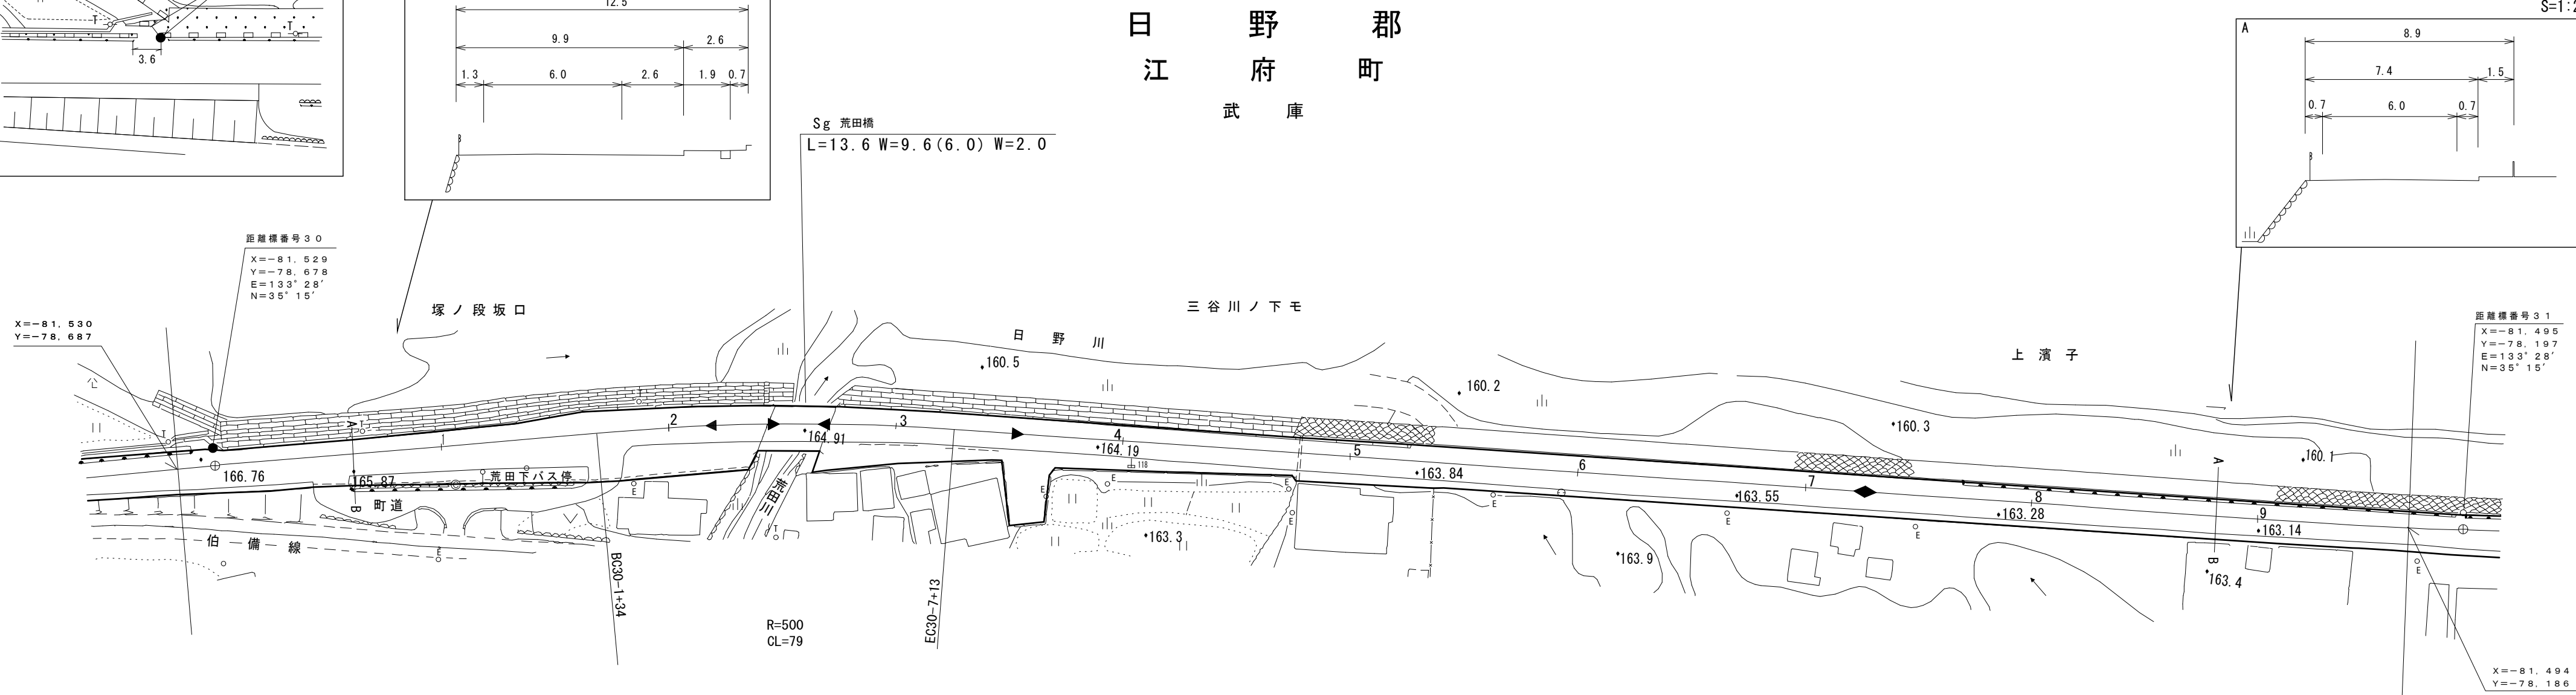 3.6
T
T
12.5
9.9 2.6
1.3 6.0 2.6 1.9 0.7
日野郡
江府町
武庫
Sg 荒田橋
L=13.6 W=9.6(6.0) W=2.0
A
8.9
7.4 1.5
0.7 6.0 0.7
距離標番号30
X=-81,529
Y=-78,678
E=133°28′
N=35°15′
X=-81,530
Y=-78,687
塚ノ段坂口
三谷川ノ下モ
日野川
上濱子
距離標番号31
X=-81,495
Y=-78,197
E=133°28′
N=35°15′
160.5
160.2
160.3
160.1
1 2 3 4 5 6 7 8 9
166.76
165.87
164.91
164.19
163.84
163.55
163.28
163.14
荒田下バス停
A
B
町道
荒田川
伯備線
118
163.3
163.9
163.4
A
B
BC30-1+34
EC30-7+13
R=500
CL=79
X=-81,494
Y=-78,186